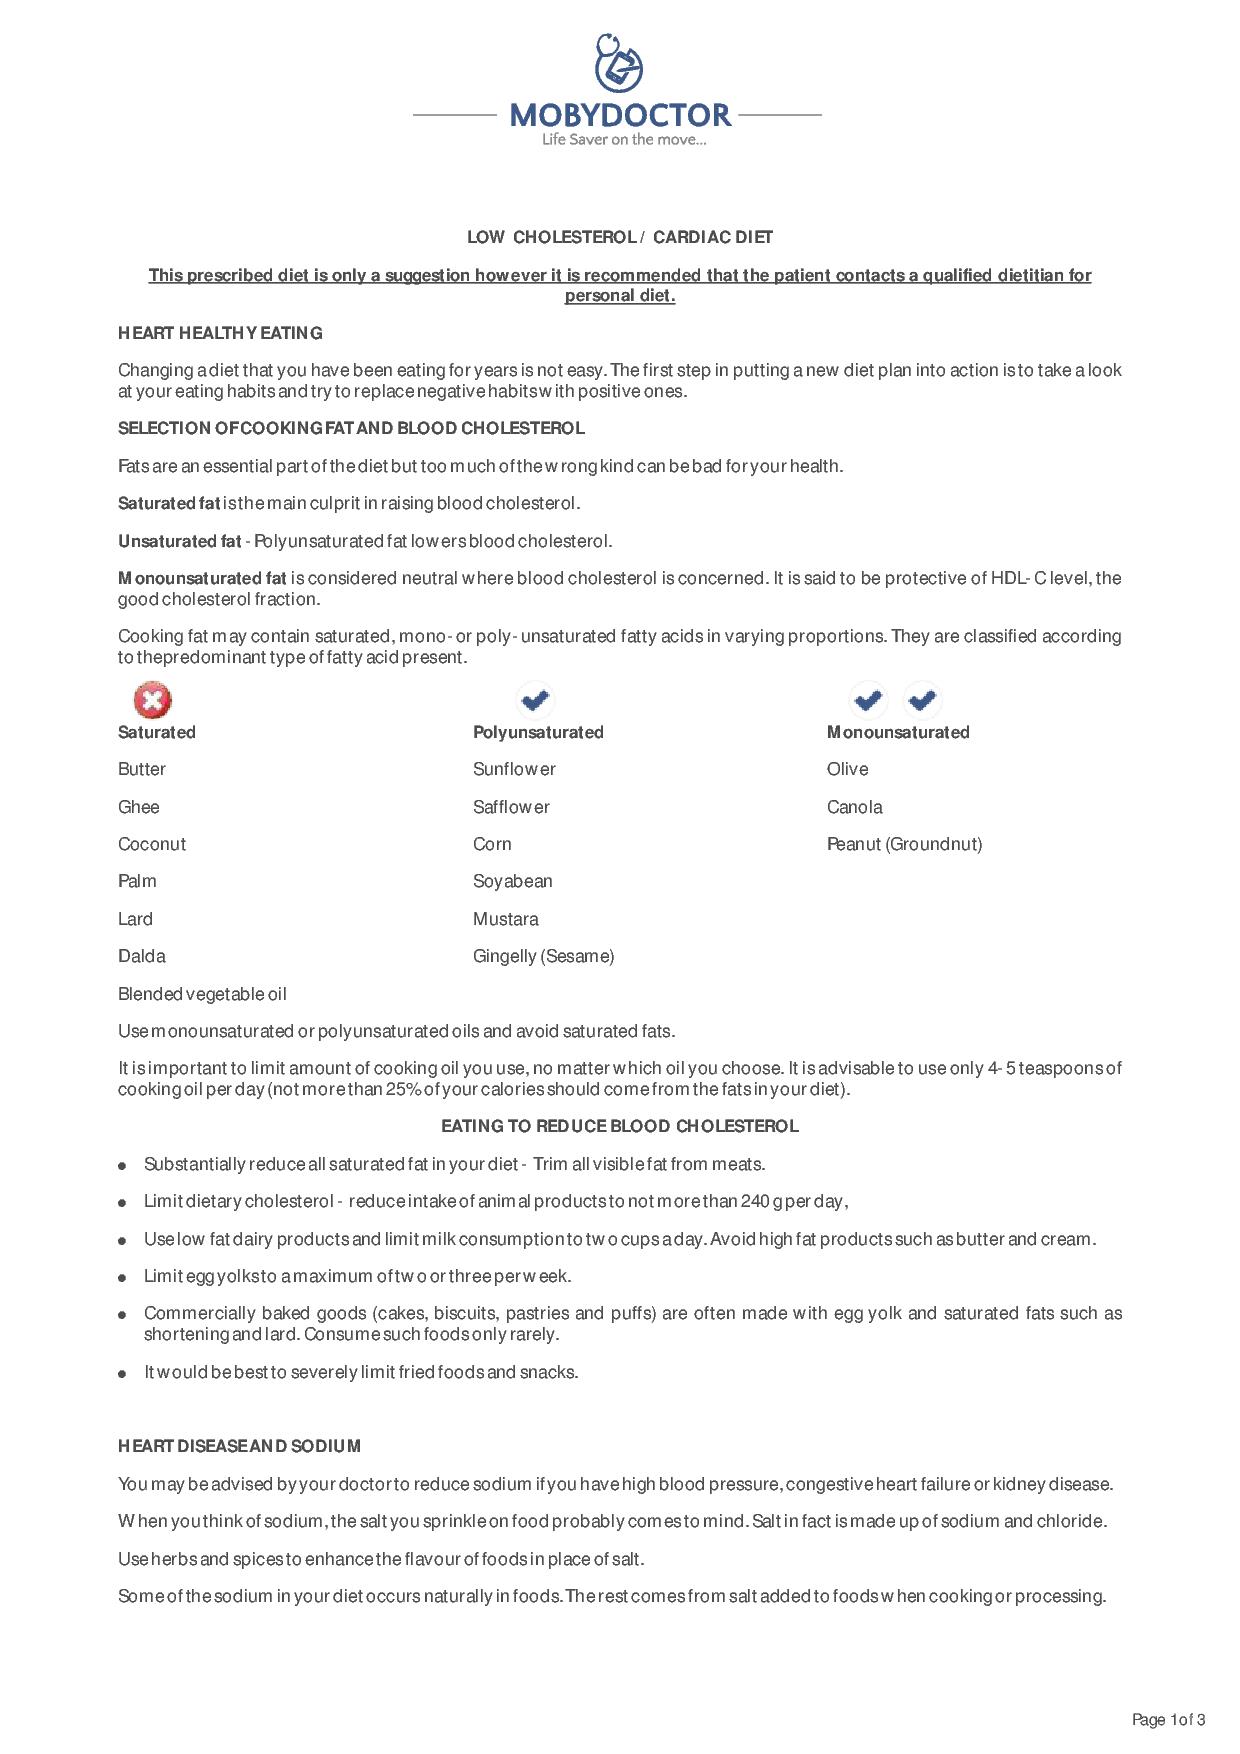 MOBYDOCTOR
Life Saver on the move...
LOW CHOLESTEROL / CARDIAC DIET
This prescribed diet is only a suggestion however it is recommended that the patient contacts a qualified dietitian for
personal diet.
HEART HEALTHY EATING
Changing a diet that you have been eating for years is not easy. The first step in putting a new diet plan into action is to take a look
at your eating habits and try to replace negative habits with positive ones.
SELECTION OF COOKING FAT AND BLOOD CHOLESTEROL
Fats are an essential part of the diet but too much of the wrong kind can be bad for your health.
Saturated fat is the main culprit in raising blood cholesterol.
Unsaturated fat - Polyunsaturated fat lowers blood cholesterol.
Monounsaturated fat is considered neutral where blood cholesterol is concerned. It is said to be protective of HDL- C level, the
good cholesterol fraction.
Cooking fat may contain saturated, mono- or poly- unsaturated fatty acids in varying proportions. They are classified according
to thepredominant type of fatty acid present.
Saturated Polyunsaturated Monounsaturated
Butter Sunflower Olive
Ghee Safflower Canola
Coconut Corn Peanut (Groundnut)
Palm Soyabean
Lard Mustara
Dalda Gingelly (Sesame)
Blended vegetable oil
Use monounsaturated or polyunsaturated oils and avoid saturated fats.
It is important to limit amount of cooking oil you use, no matter which oil you choose. It is advisable to use only 4- 5 teaspoons of
cooking oil per day (not more than 25% of your calories should come from the fats in your diet).
EATING TO REDUCE BLOOD CHOLESTEROL
● Substantially reduce all saturated fat in your diet - Trim all visible fat from meats.
● Limit dietary cholesterol - reduce intake of animal products to not more than 240 g per day,
● Use low fat dairy products and limit milk consumption to two cups a day. Avoid high fat products such as butter and cream.
● Limit egg yolks to a maximum of two or three per week.
● Commercially baked goods (cakes, biscuits, pastries and puffs) are often made with egg yolk and saturated fats such as
shortening and lard. Consume such foods only rarely.
● It would be best to severely limit fried foods and snacks.
HEART DISEASE AND SODIUM
You may be advised by your doctor to reduce sodium if you have high blood pressure, congestive heart failure or kidney disease.
When you think of sodium, the salt you sprinkle on food probably comes to mind. Salt in fact is made up of sodium and chloride.
Use herbs and spices to enhance the flavour of foods in place of salt.
Some of the sodium in your diet occurs naturally in foods. The rest comes from salt added to foods when cooking or processing.
Page 1of 3